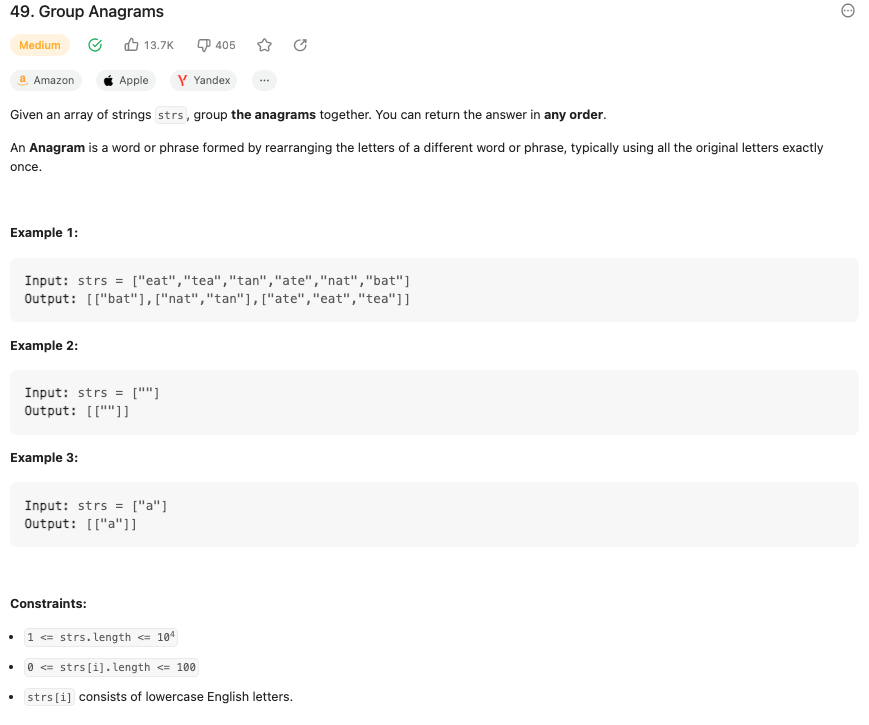 49. Group Anagrams
Medium 13.7K 405
Amazon Apple Yandex ...
Given an array of strings strs, group the anagrams together. You can return the answer in any order.
An Anagram is a word or phrase formed by rearranging the letters of a different word or phrase, typically using all the original letters exactly
once.
Example 1:
Input: strs = ["eat","tea","tan","ate","nat","bat"]
Output: [["bat"],["nat","tan"],["ate","eat","tea"]]
Example 2:
Input: strs = [""]
Output: [[""]]
Example 3:
Input: strs = ["a"]
Output: [["a"]]
Constraints:
• 1 <= strs.length <= 10⁴
• 0 <= strs[i].length <= 100
• strs[i] consists of lowercase English letters.